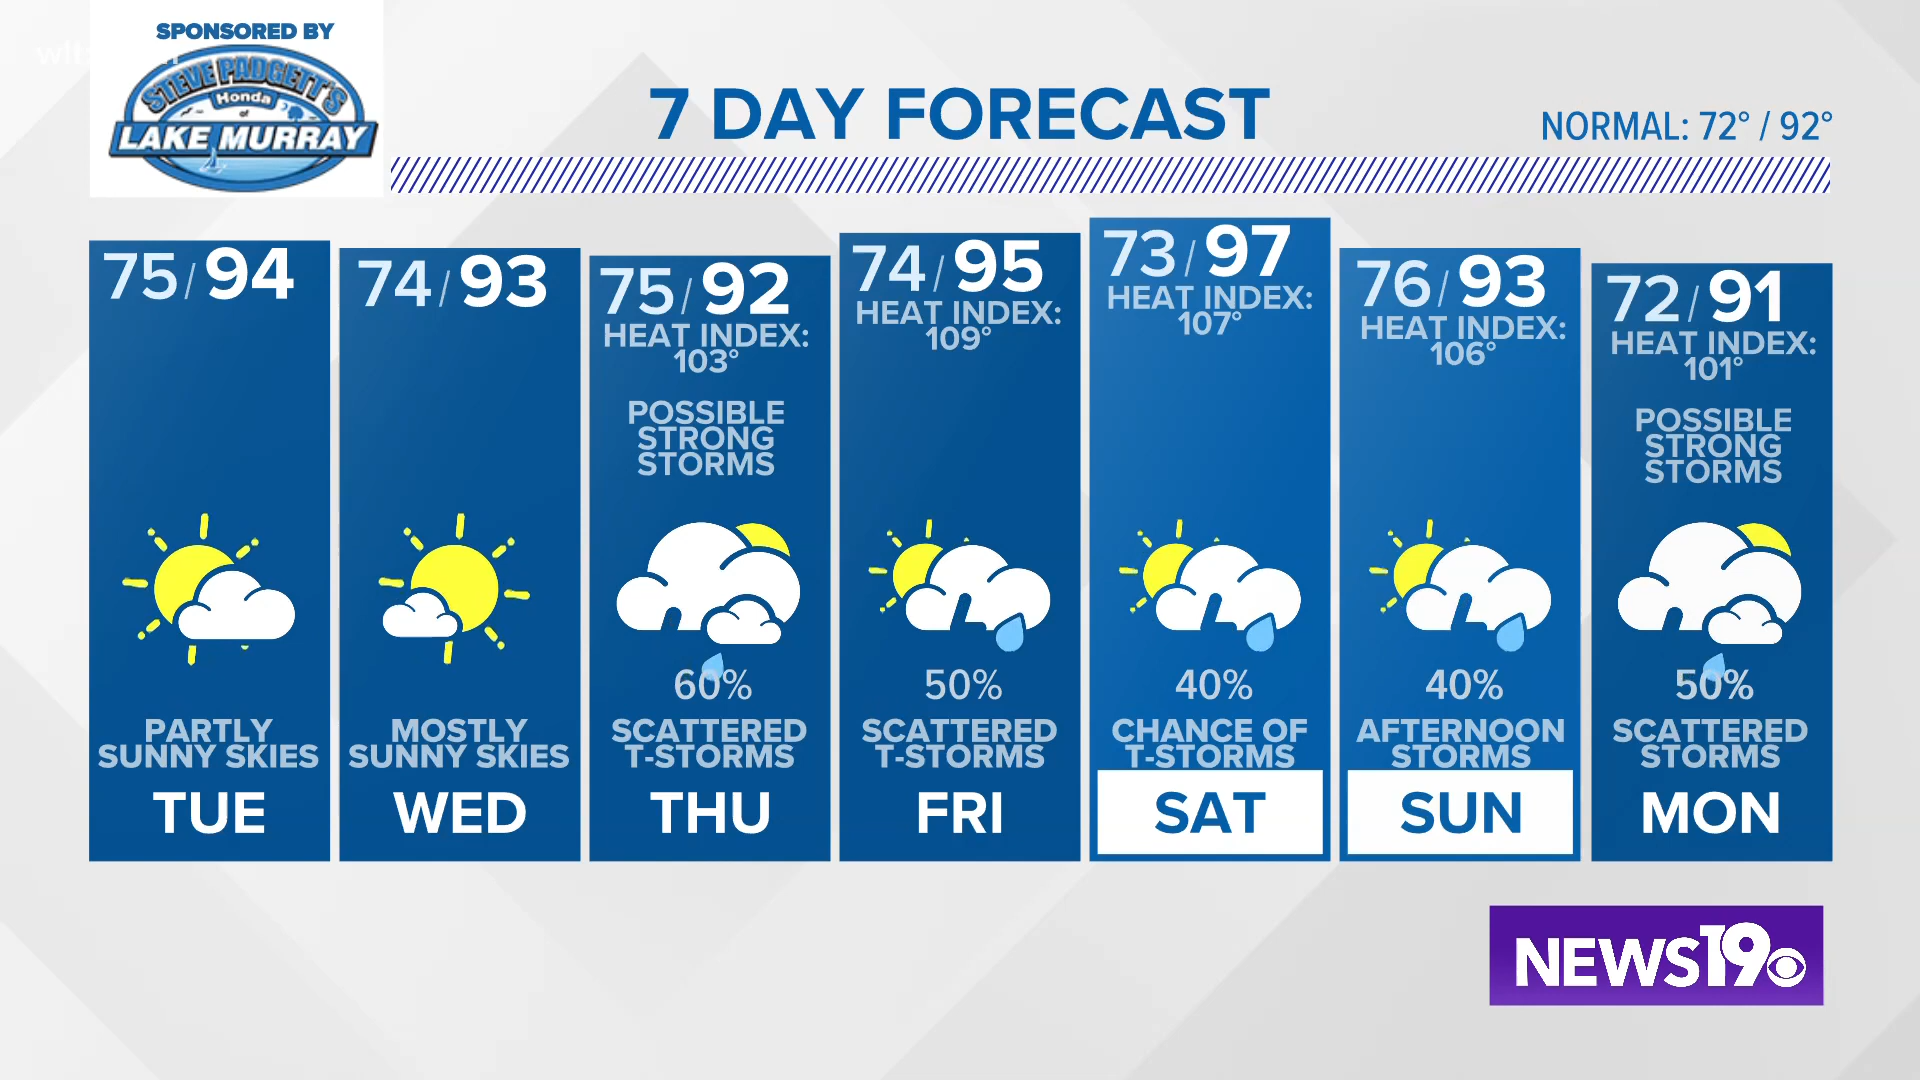 SPONSORED BY
STEVE PADGETT'S
Honda
of
LAKE MURRAY
7 DAY FORECAST
NORMAL: 72° / 92°
75/94
PARTLY
SUNNY SKIES
TUE
74/93
MOSTLY
SUNNY SKIES
WED
75/92
HEAT INDEX:
103°
POSSIBLE
STRONG
STORMS
60%
SCATTERED
T-STORMS
THU
74/95
HEAT INDEX:
109°
50%
SCATTERED
T-STORMS
FRI
73/97
HEAT INDEX:
107°
40%
CHANCE OF
T-STORMS
SAT
76/93
HEAT INDEX:
106°
40%
AFTERNOON
STORMS
SUN
72/91
HEAT INDEX:
101°
POSSIBLE
STRONG
STORMS
50%
SCATTERED
STORMS
MON
NEWS19